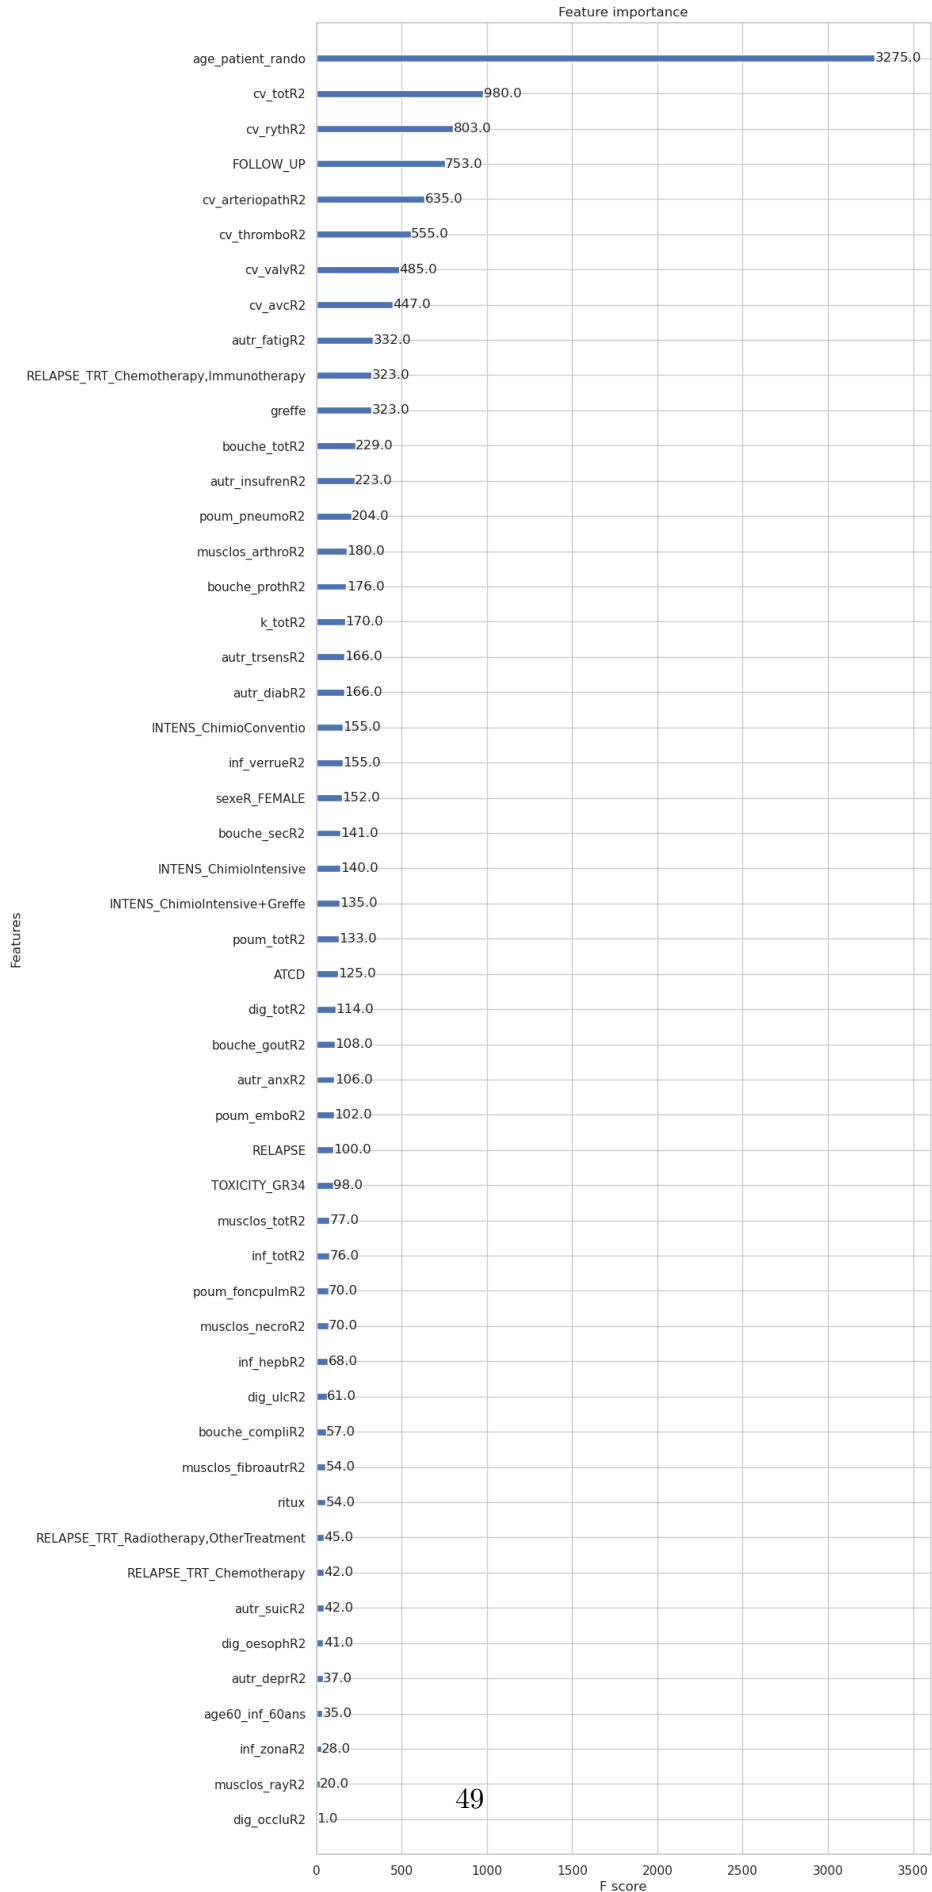 Feature importance
age_patient_rando 3275.0
cv_totR2 980.0
cv_rythR2 803.0
FOLLOW_UP 753.0
cv_arteriopathR2 635.0
cv_thromboR2 555.0
cv_valvR2 485.0
cv_avcR2 447.0
autr_fatigR2 332.0
RELAPSE_TRT_Chemotherapy,Immunotherapy 323.0
greffe 323.0
bouche_totR2 229.0
autr_insufrenR2 223.0
poum_pneumoR2 204.0
musclos_arthroR2 180.0
bouche_prothR2 176.0
k_totR2 170.0
autr_trsensR2 166.0
autr_diabR2 166.0
INTENS_ChimioConventio 155.0
inf_verrueR2 155.0
sexeR_FEMALE 152.0
bouche_secR2 141.0
INTENS_ChimioIntensive 140.0
INTENS_ChimioIntensive+Greffe 135.0
Features
poum_totR2 133.0
ATCD 125.0
dig_totR2 114.0
bouche_goutR2 108.0
autr_anxR2 106.0
poum_emboR2 102.0
RELAPSE 100.0
TOXICITY_GR34 98.0
musclos_totR2 77.0
inf_totR2 76.0
poum_foncpulmR2 70.0
musclos_necroR2 70.0
inf_hepbR2 68.0
dig_ulcR2 61.0
bouche_compliR2 57.0
musclos_fibroautrR2 54.0
ritux 54.0
RELAPSE_TRT_Radiotherapy,OtherTreatment 45.0
RELAPSE_TRT_Chemotherapy 42.0
autr_suicR2 42.0
dig_oesophR2 41.0
autr_deprR2 37.0
age60_inf_60ans 35.0
inf_zonaR2 28.0
musclos_rayR2 20.0
49
dig_occluR2 1.0
0 500 1000 1500 2000 2500 3000 3500
F score